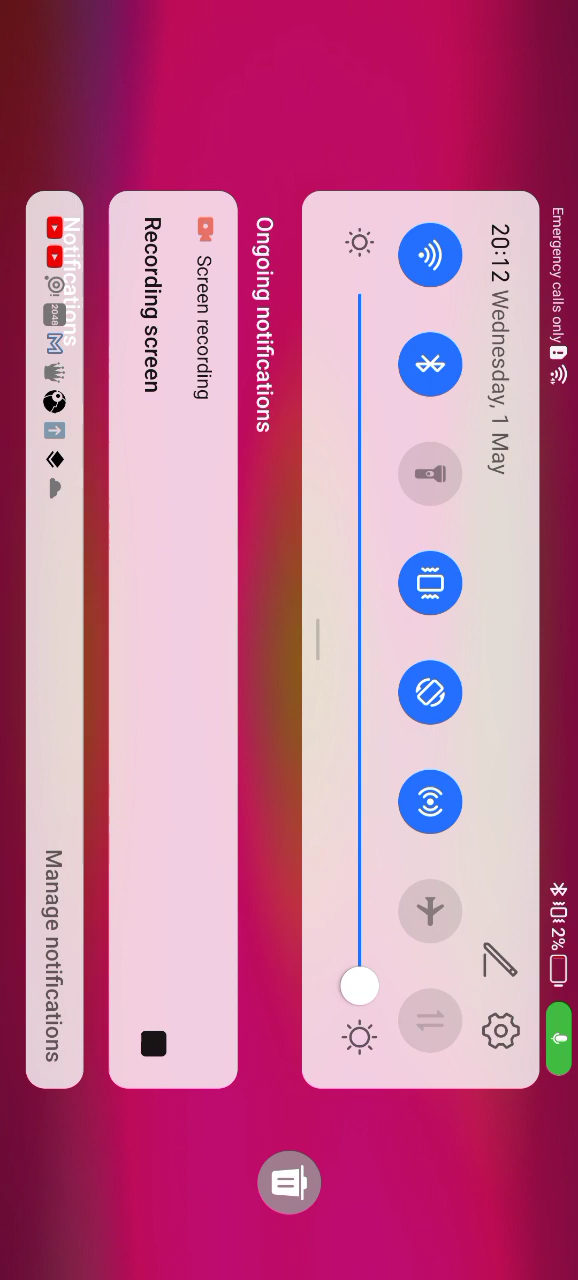 Emergency calls only
2%
20:12 Wednesday, 1 May
Ongoing notifications
Screen recording
Recording screen
Notifications
2048
Manage notifications